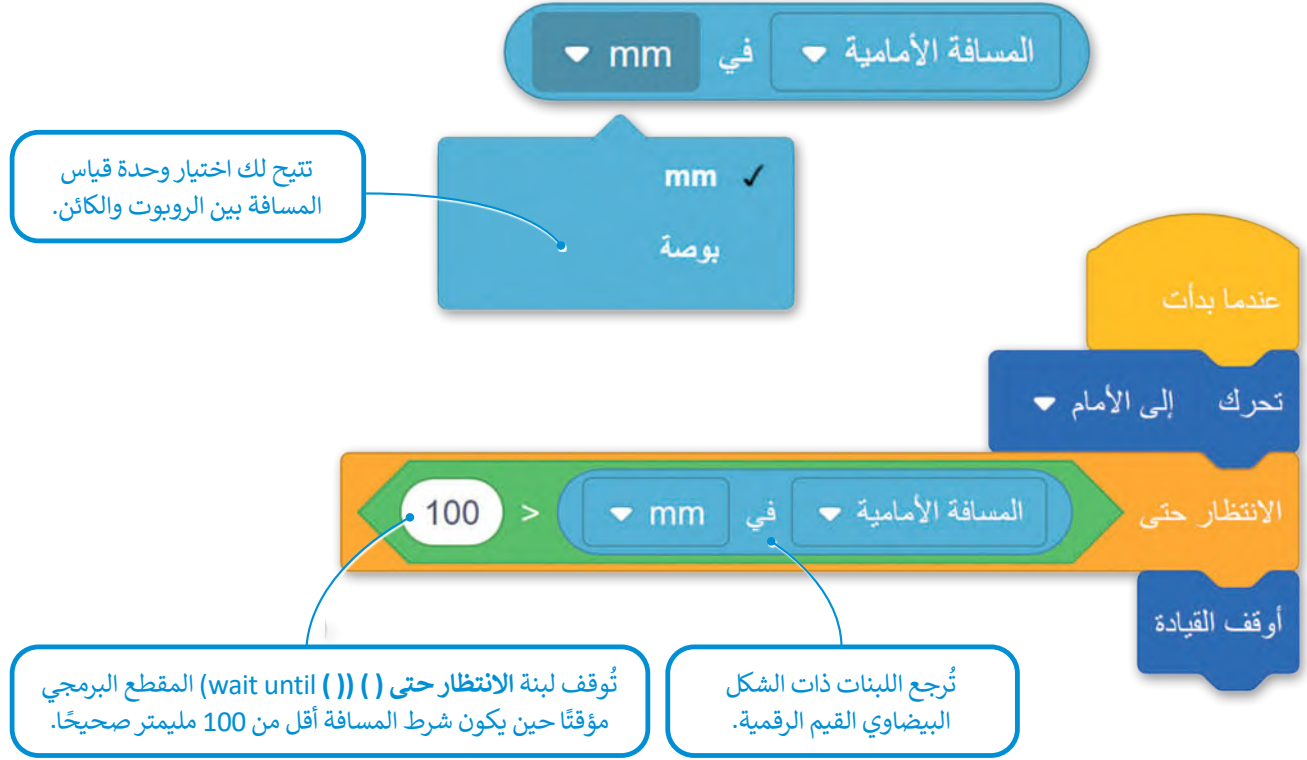 المسافة الأمامية في mm
mm ✓
بوصة
تتيح لك اختيار وحدة قياس
المسافة بين الروبوت والكائن.
عندما بدأت
تحرك إلى الأمام
الانتظار حتى المسافة الأمامية في mm < 100
أوقف القيادة
تُرجع اللبنات ذات الشكل
البيضاوي القيم الرقمية.
تُوقف لبنة الانتظار حتى ( ) (wait until ( )) المقطع البرمجي
مؤقتًا حين يكون شرط المسافة أقل من 100 مليمتر صحيحًا.